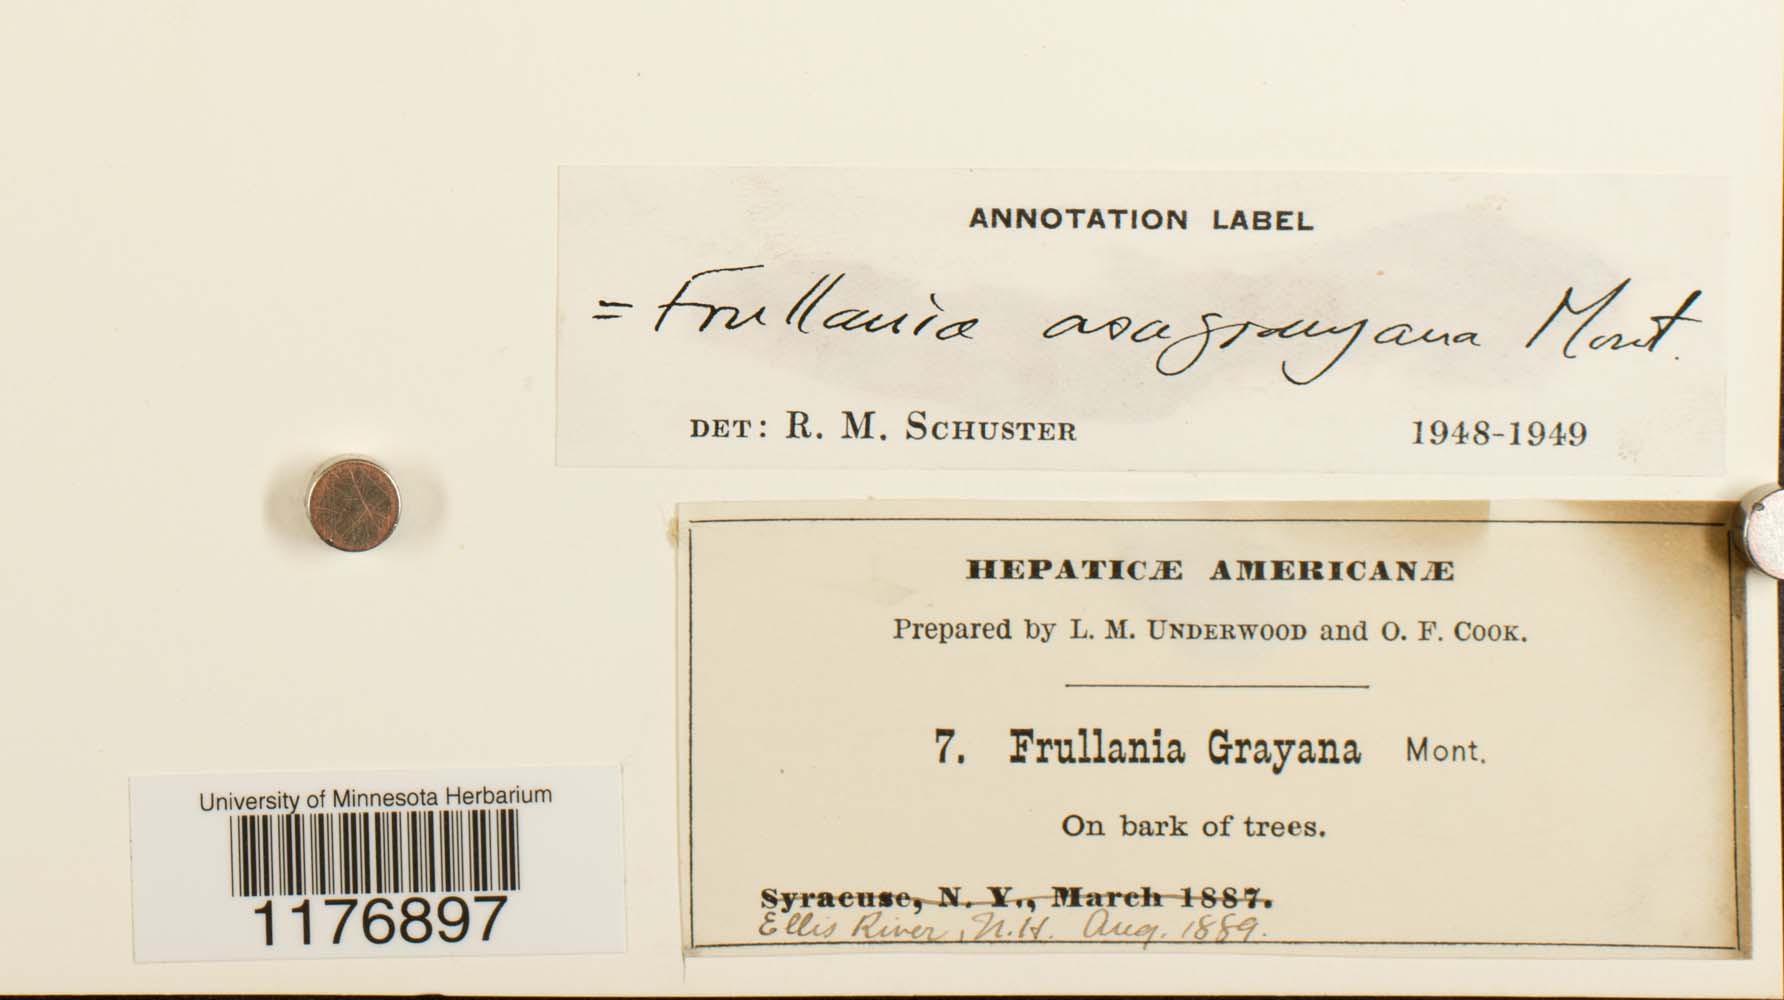 ANNOTATION LABEL
= Frullania asagrayana Mont.
DET: R. M. SCHUSTER 1948-1949
HEPATICÆ AMERICANÆ
Prepared by L. M. UNDERWOOD and O. F. COOK.
7. Frullania Grayana Mont.
On bark of trees.
Syracuse, N. Y., March 1887.
Ellis River, N.H. Aug. 1889.
University of Minnesota Herbarium
1176897